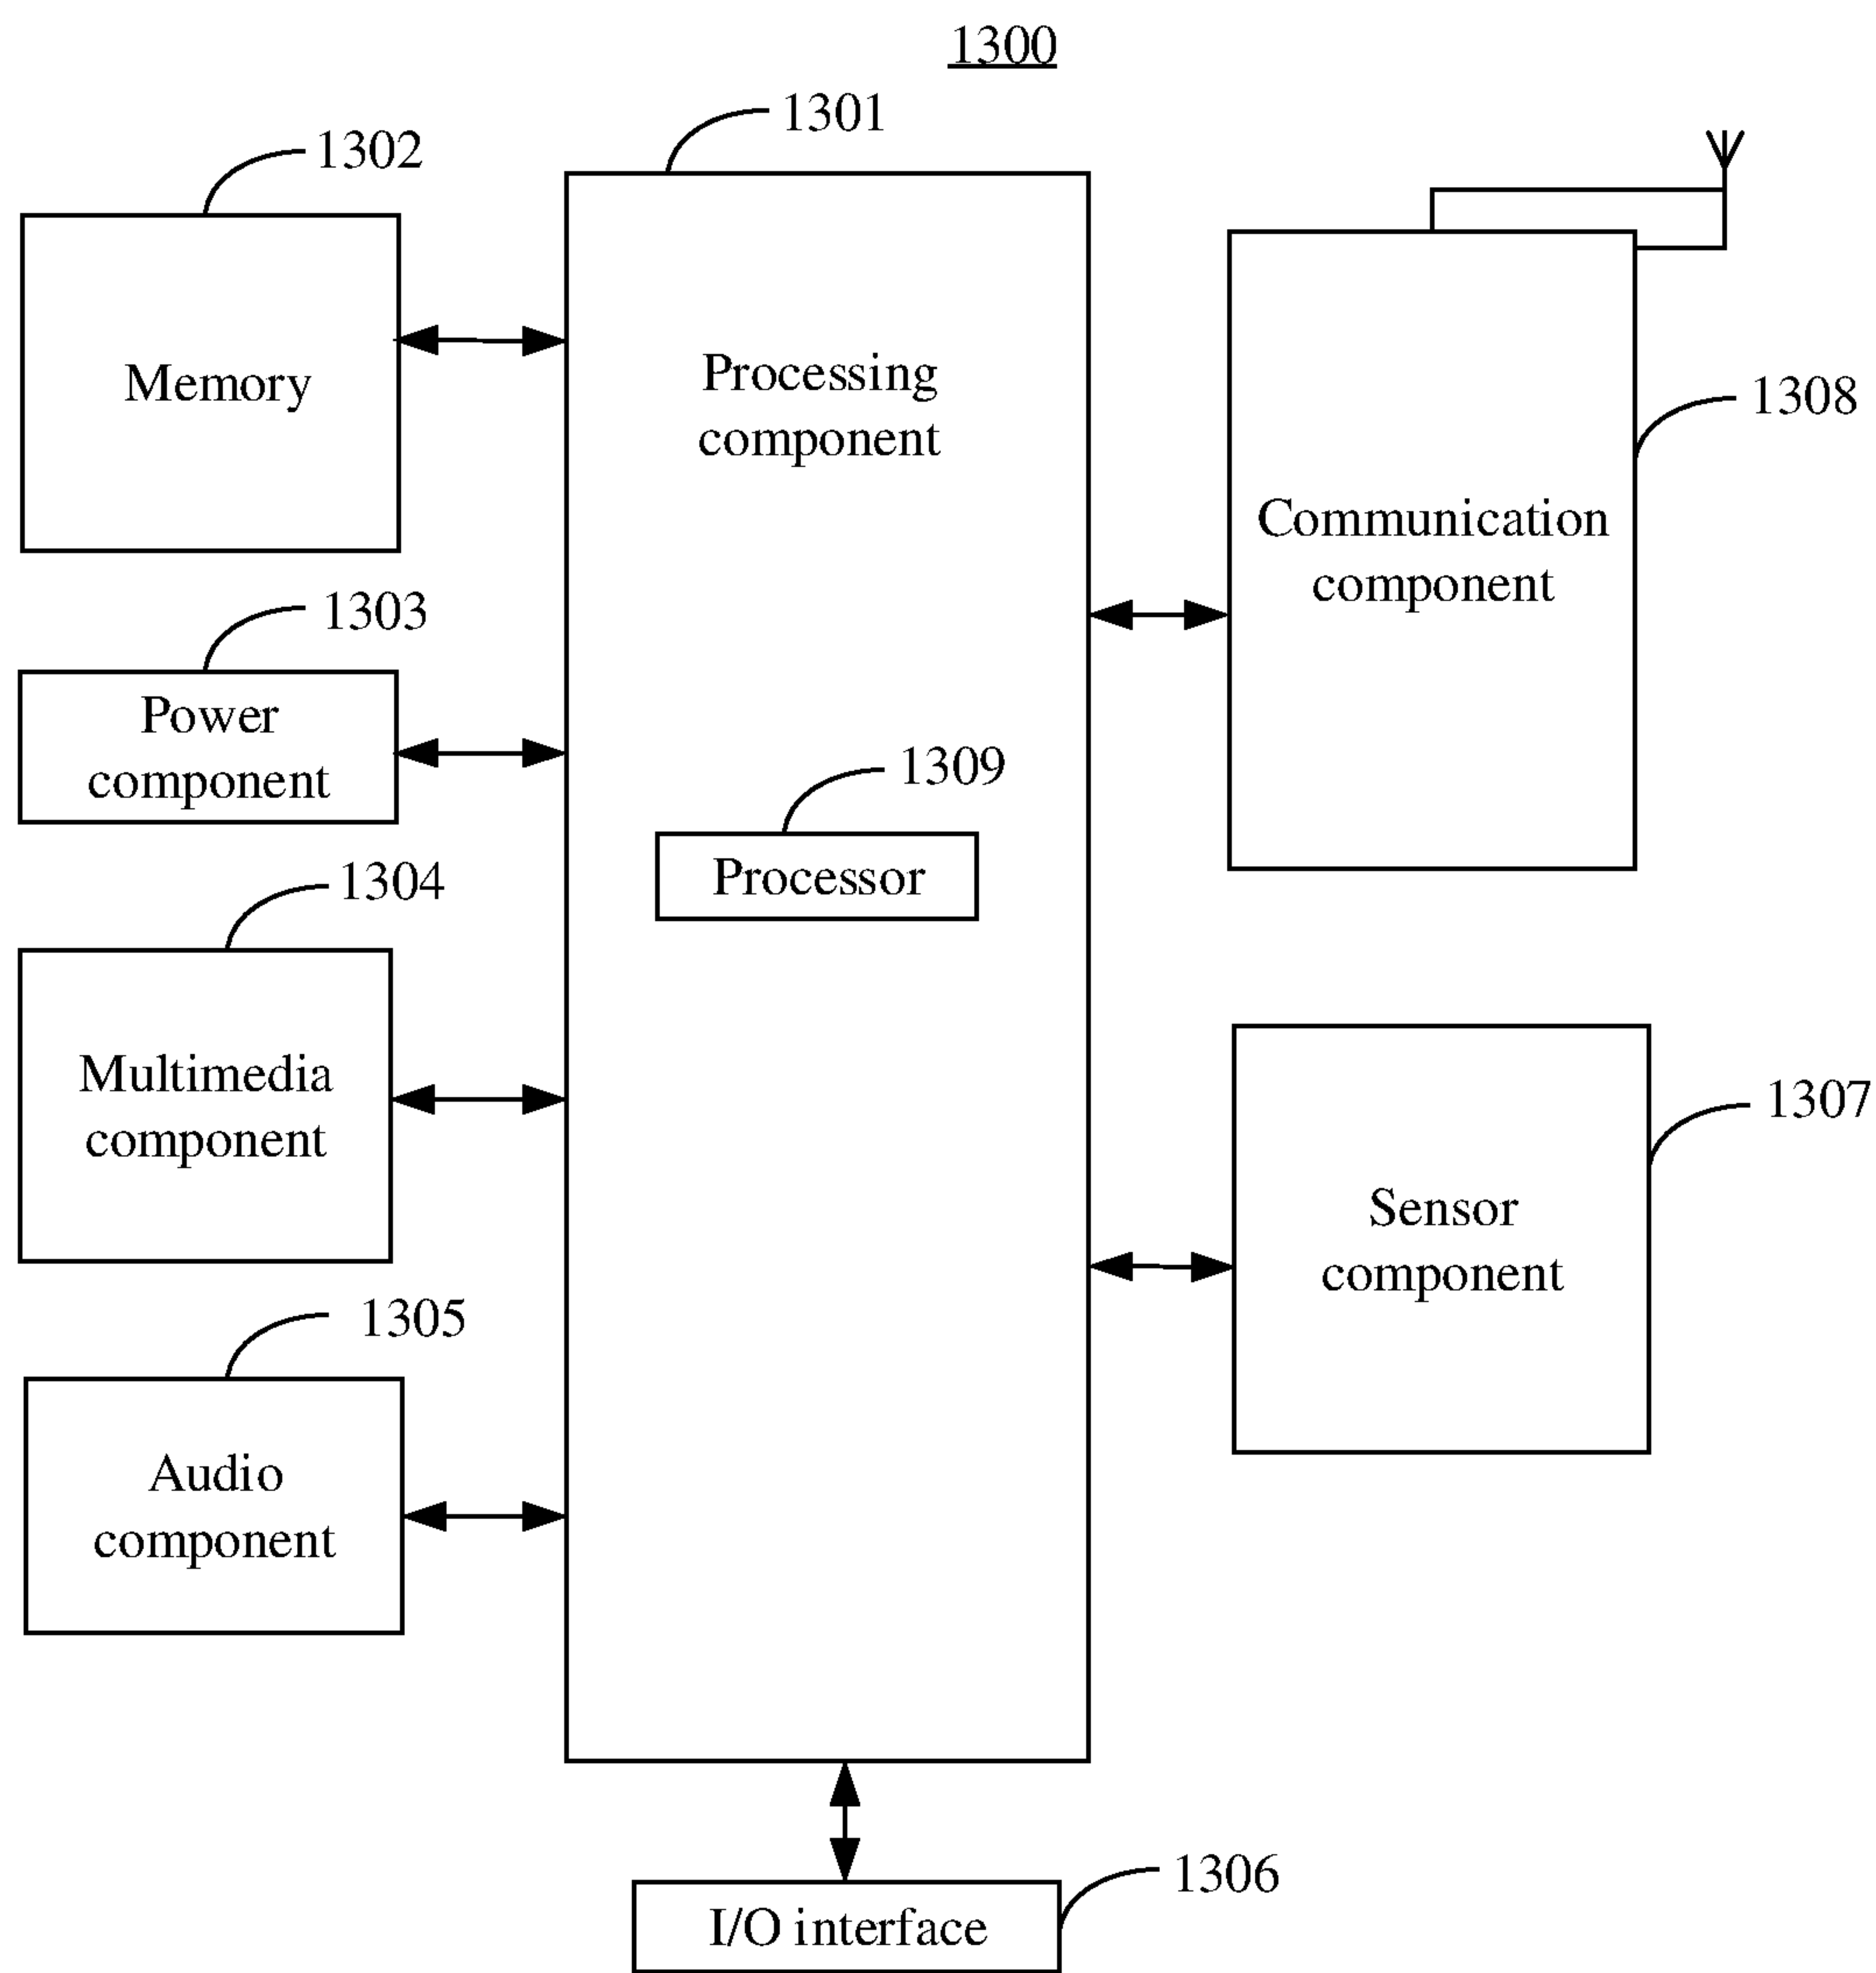 1300
1301
1302
Memory
Processing
component
1308
Communication
component
1303
Power
component
1309
Processor
1304
Multimedia
component
1307
Sensor
component
1305
Audio
component
1306
I/O interface